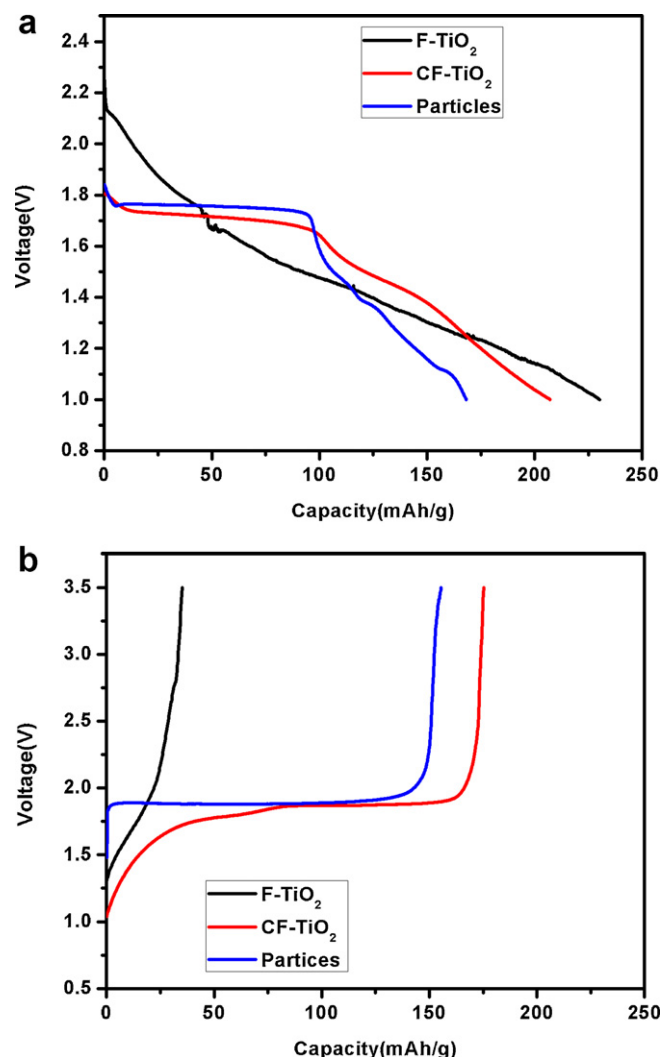 a
2.4
2.2
2.0
1.8
1.6
1.4
1.2
1.0
0.8
Voltage(V)
F-TiO₂
CF-TiO₂
Particles
0 50 100 150 200 250
Capacity(mAh/g)
b
3.5
3.0
2.5
2.0
1.5
1.0
0.5
Voltage(V)
F-TiO₂
CF-TiO₂
Partices
0 50 100 150 200 250
Capacity(mAh/g)